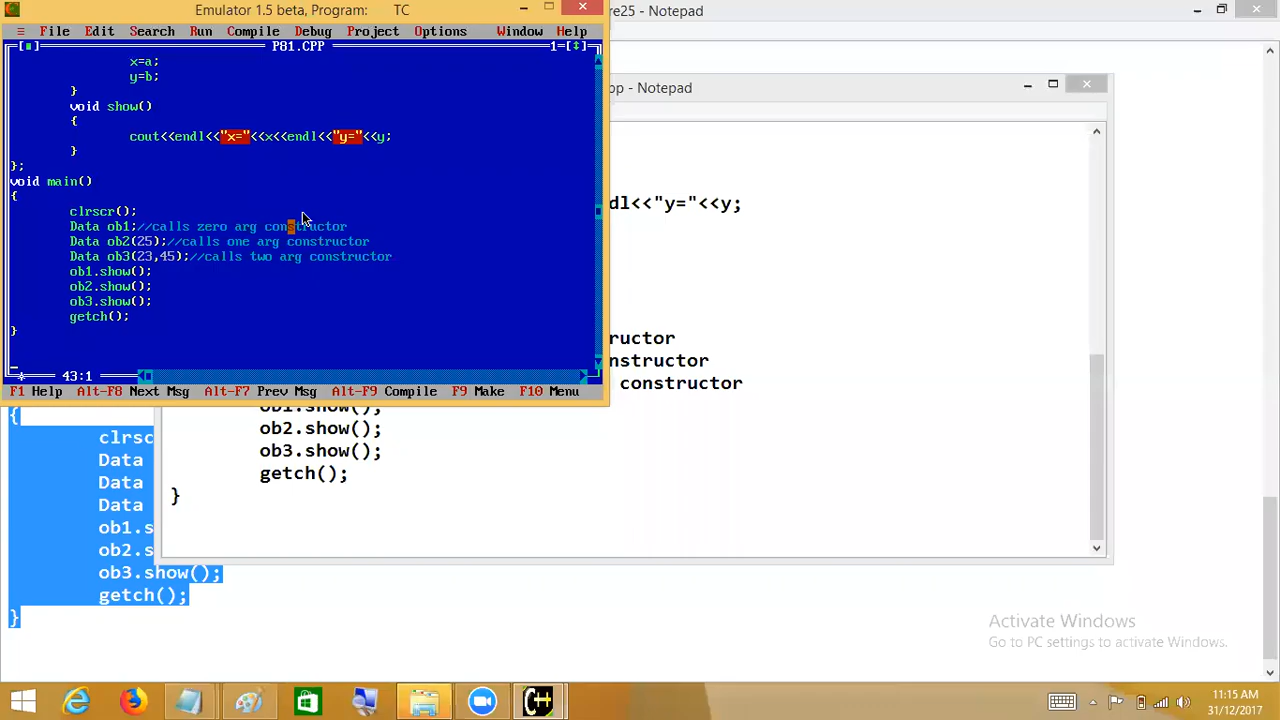 Emulator 1.5 beta, Program: TC
re25 - Notepad
≡ File Edit Search Run Compile Debug Project Options Window Help
P81.CPP
1=[↕]
x=a;
y=b;
}
void show()
{
cout<<endl<<"x="<<x<<endl<<"y="<<y;
}
};
void main()
{
clrscr();
Data ob1;//calls zero arg constructor
Data ob2(25);//calls one arg constructor
Data ob3(23,45);//calls two arg constructor
ob1.show();
ob2.show();
ob3.show();
getch();
}
43:1
F1 Help Alt-F8 Next Msg Alt-F7 Prev Msg Alt-F9 Compile F9 Make F10 Menu
pp - Notepad
dl<<"y="<<y;
ructor
nstructor
constructor
ob1.show();
ob2.show();
ob3.show();
getch();
}
{
clrsc
Data
Data
Data
ob1.s
ob2.s
ob3.show();
getch();
}
Activate Windows
Go to PC settings to activate Windows.
C++
11:15 AM
31/12/2017